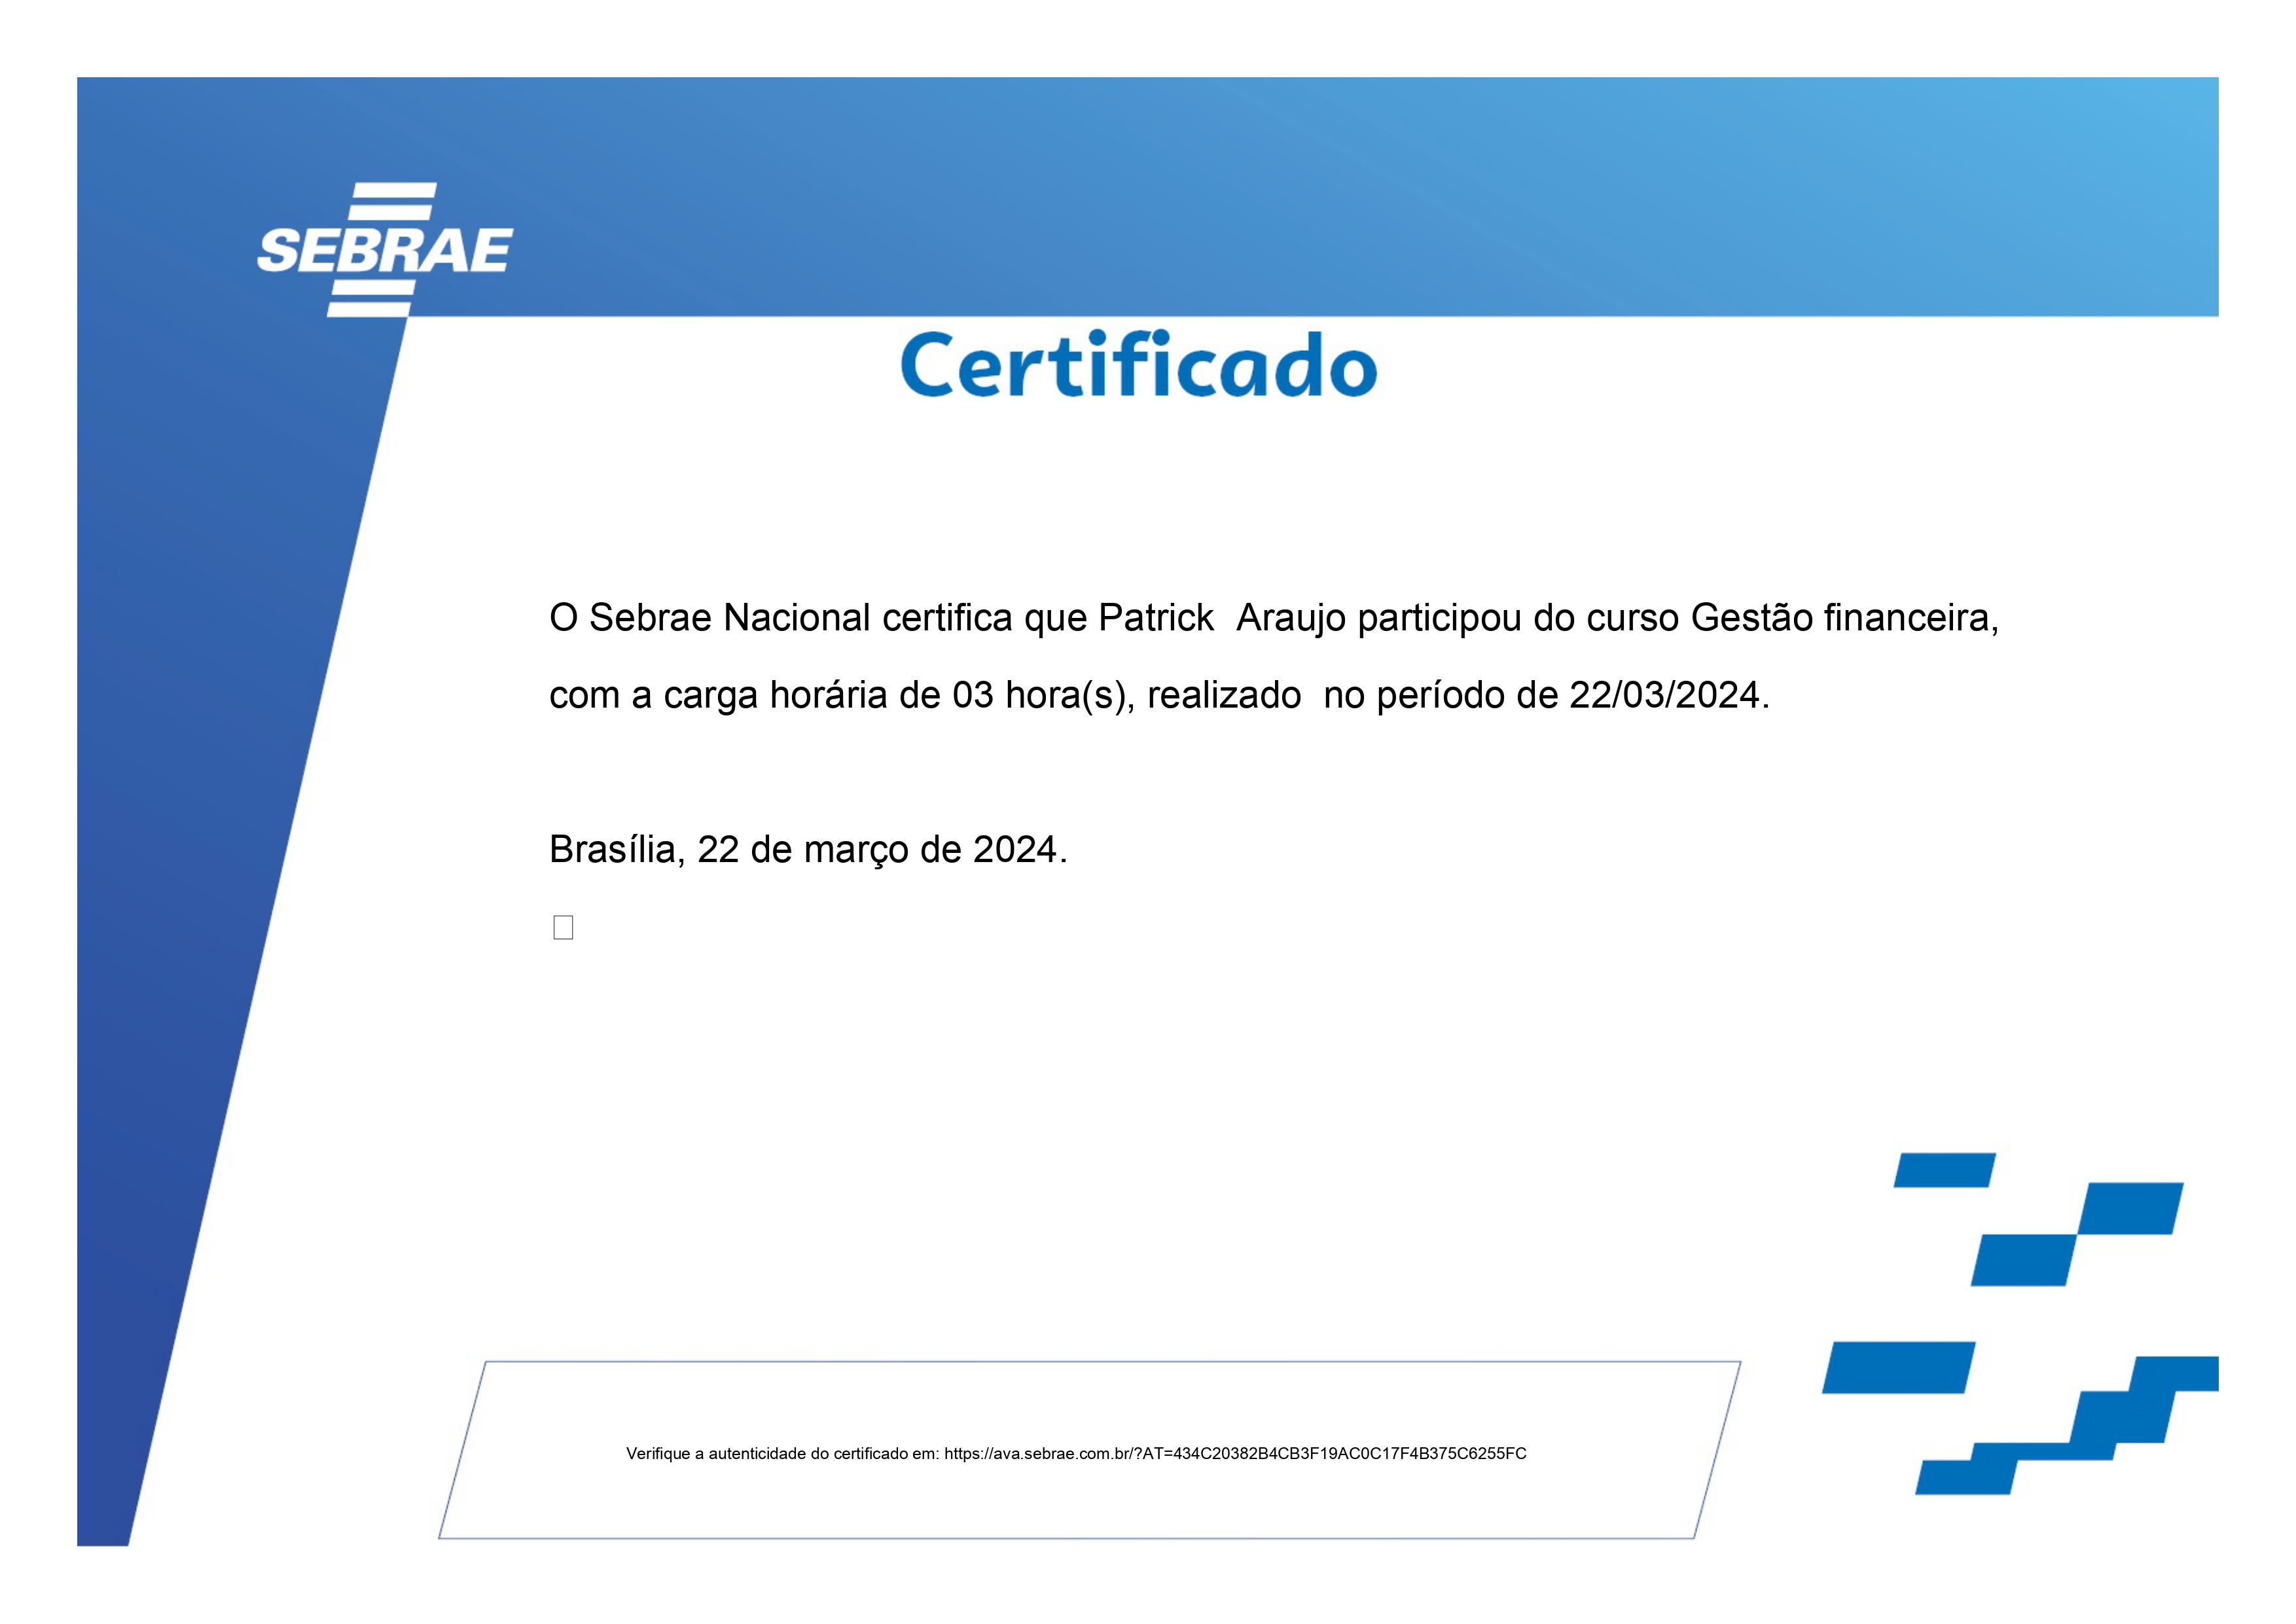 SEBRAE
Certificado
O Sebrae Nacional certifica que Patrick  Araujo participou do curso Gestão financeira,
com a carga horária de 03 hora(s), realizado  no período de 22/03/2024.
Brasília, 22 de março de 2024.
Verifique a autenticidade do certificado em: https://ava.sebrae.com.br/?AT=434C20382B4CB3F19AC0C17F4B375C6255FC